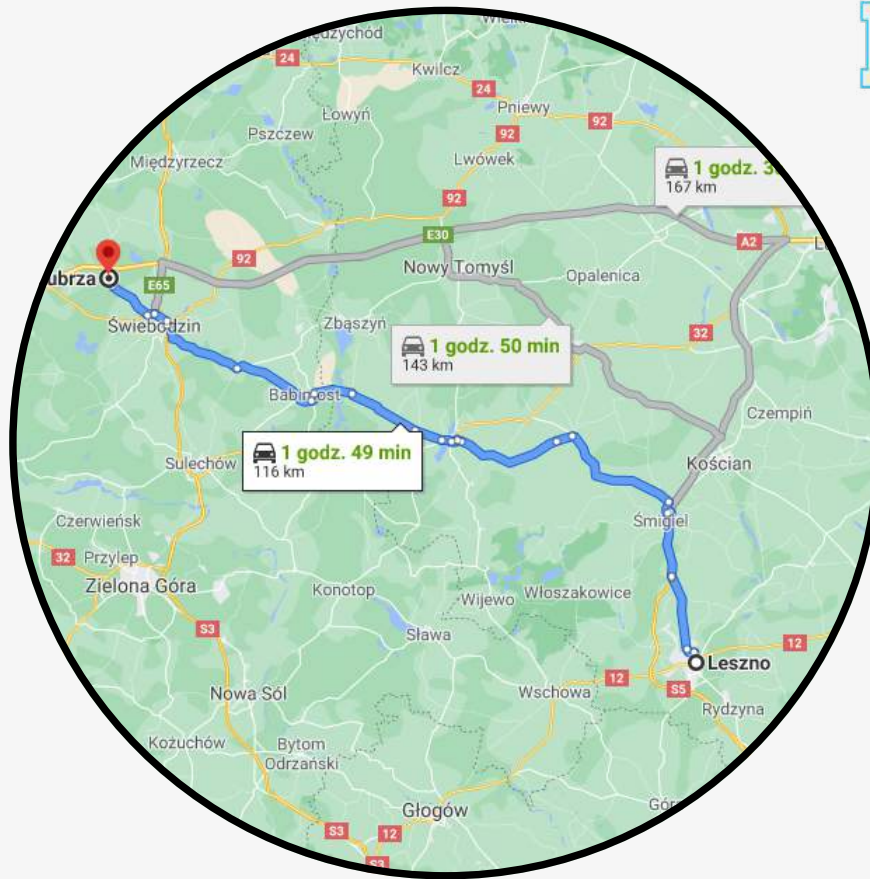 24
Kwilcz
24
Łowyń
Pniewy
Pszczew
92
92
Międzyrzecz
Lwówek
1 godz.
167 km
92
E30
A2
92
ubrza
E65
Nowy Tomyśl
Opalenica
Świebodzin
Zbąszyń
32
1 godz. 50 min
143 km
Babimost
Czempiń
1 godz. 49 min
116 km
Sulechów
Kościan
Czerwieńsk
Śmigiel
32
Przylep
Zielona Góra
Konotop
Wijewo
Włoszakowice
S3
Sława
12
Leszno
12
S5
Nowa Sól
Wschowa
Rydzyna
Kożuchów
Bytom
Odrzański
Głogów
S3
12
S3